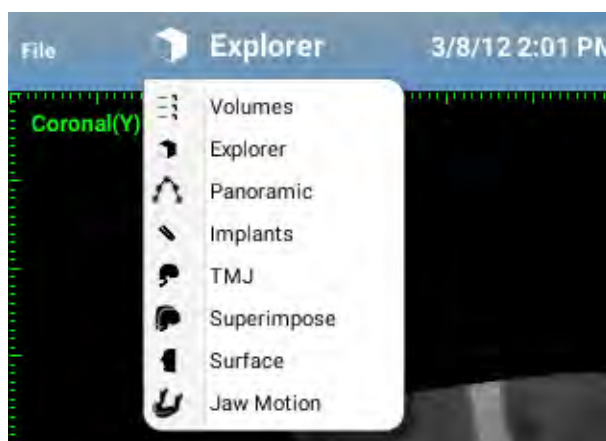 File Explorer 3/8/12 2:01 PM
Coronal(Y)
Volumes
Explorer
Panoramic
Implants
TMJ
Superimpose
Surface
Jaw Motion